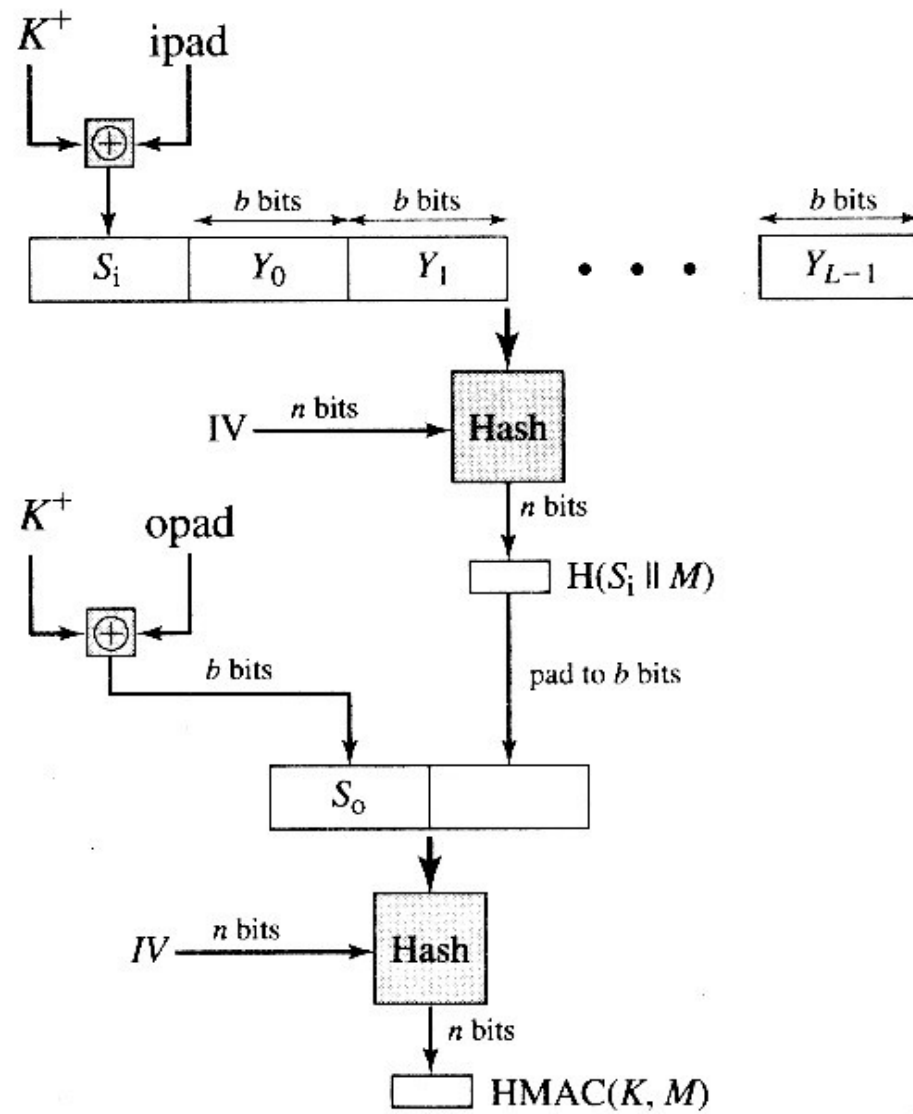 K⁺ ipad
⊕
b bits b bits b bits
Sᵢ Y₀ Y₁ • • • Y_{L−1}
n bits
IV Hash
n bits
K⁺ opad
H(Sᵢ || M)
⊕
b bits pad to b bits
Sₒ
n bits
IV Hash
n bits
HMAC(K, M)